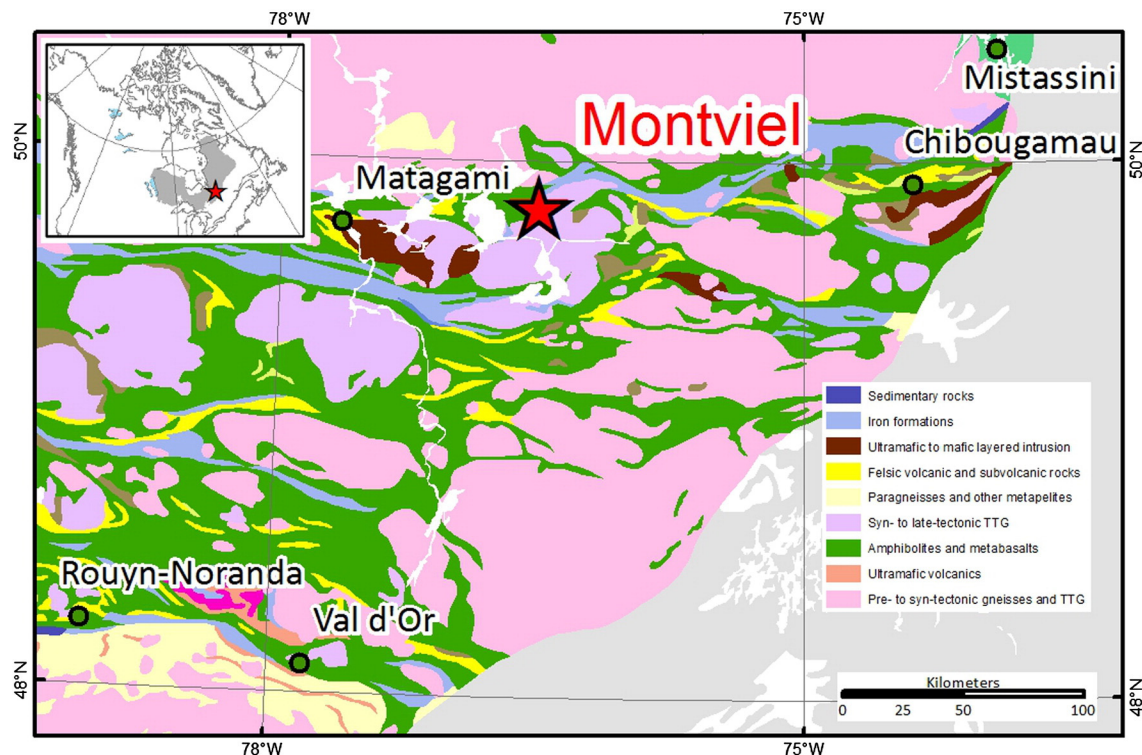 78°W
75°W
Mistassini
Montviel
50°N
Chibougamau
50°N
Matagami
Sedimentary rocks
Iron formations
Ultramafic to mafic layered intrusion
Felsic volcanic and subvolcanic rocks
Paragneisses and other metapelites
Syn- to late-tectonic TTG
Amphibolites and metabasalts
Ultramafic volcanics
Pre- to syn-tectonic gneisses and TTG
Rouyn-Noranda
Val d'Or
48°N
Kilometers
0 25 50 100
48°N
78°W
75°W